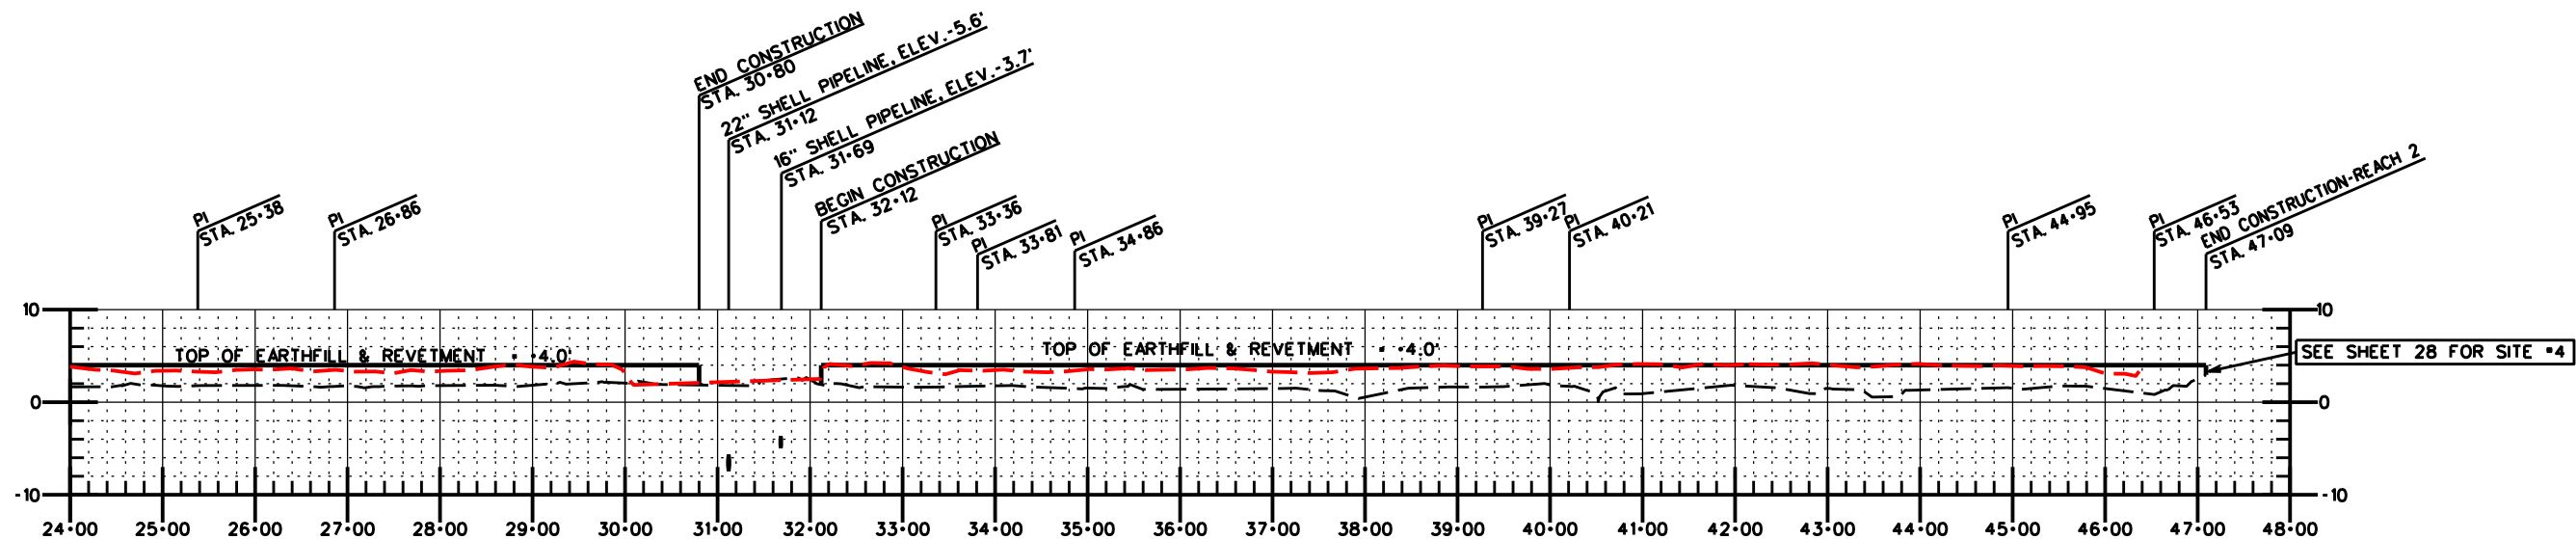 END CONSTRUCTION
STA. 30+80
22" SHELL PIPELINE, ELEV.-5.6'
STA. 31+12
16" SHELL PIPELINE, ELEV.-3.7'
STA. 31+69
BEGIN CONSTRUCTION
STA. 32+12
PI
STA. 25+38
PI
STA. 26+86
PI
STA. 33+36
PI
STA. 33+81
PI
STA. 34+86
PI
STA. 39+27
PI
STA. 40+21
PI
STA. 44+95
PI
STA. 46+53
END CONSTRUCTION-REACH 2
STA. 47+09
10
10
TOP OF EARTHFILL & REVETMENT = +4.0'
TOP OF EARTHFILL & REVETMENT = +4.0'
SEE SHEET 28 FOR SITE #4
0
0
-10
-10
24+00 25+00 26+00 27+00 28+00 29+00 30+00 31+00 32+00 33+00 34+00 35+00 36+00 37+00 38+00 39+00 40+00 41+00 42+00 43+00 44+00 45+00 46+00 47+00 48+00